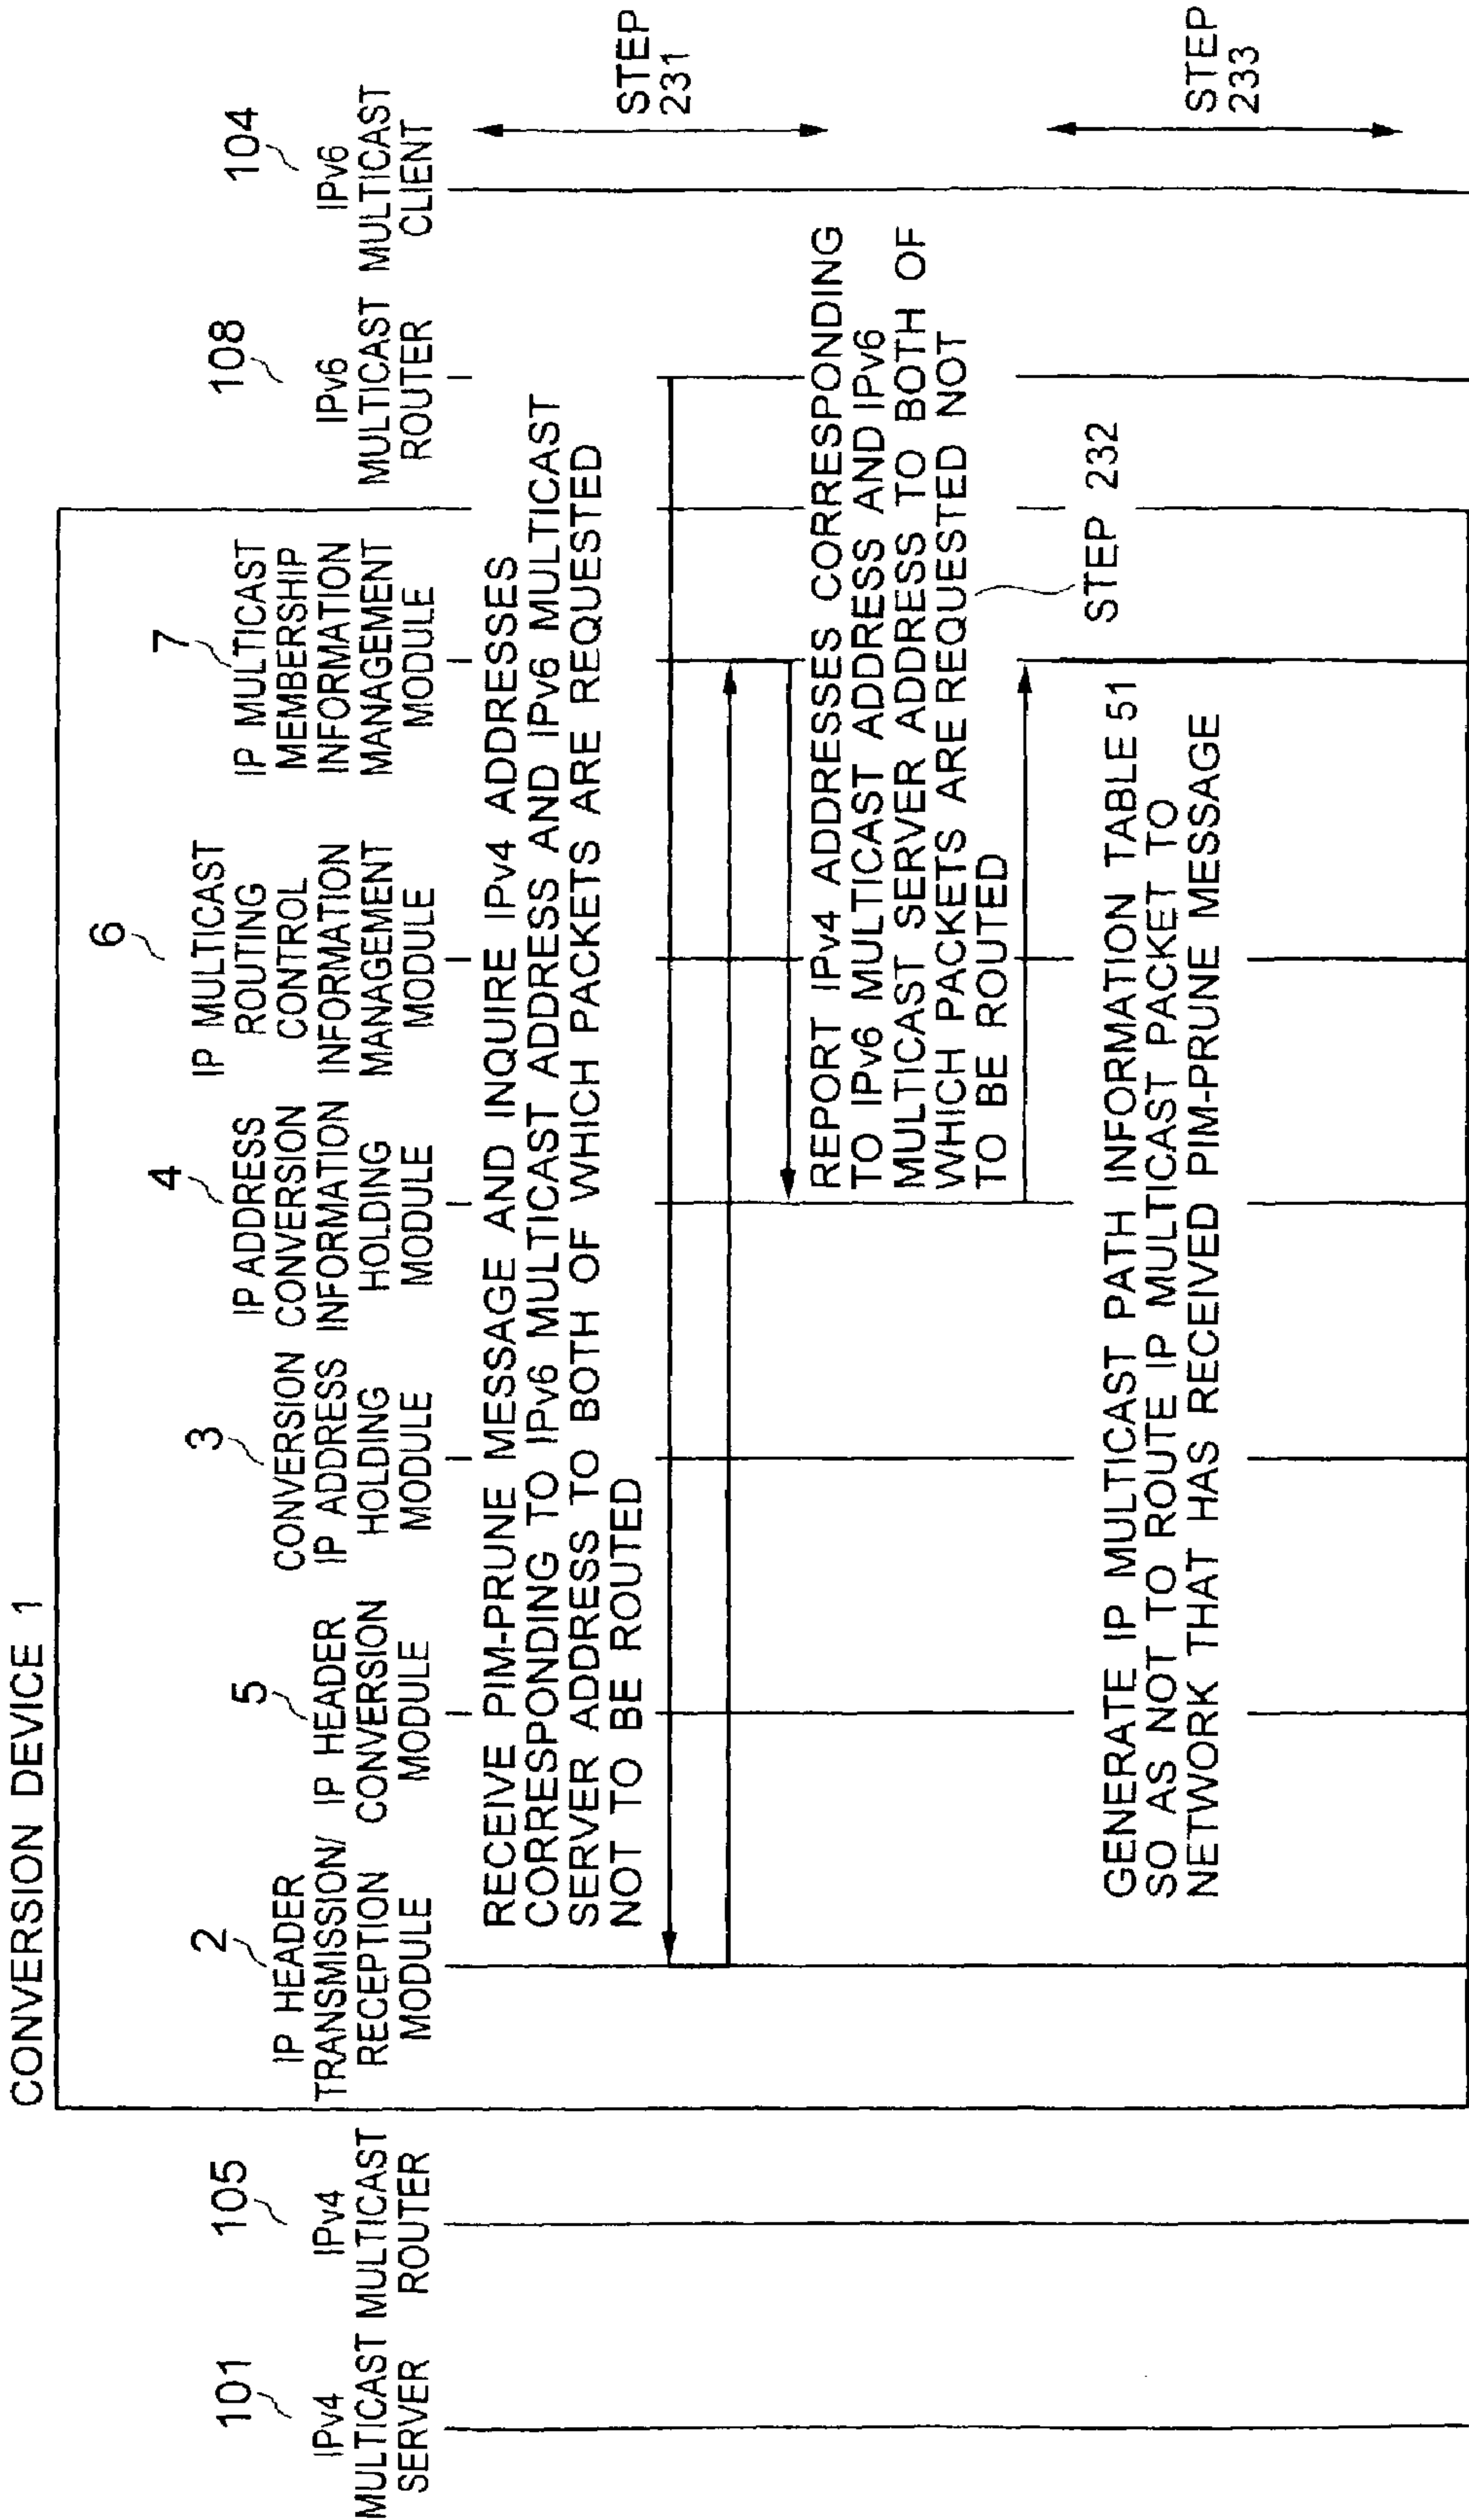 CONVERSION DEVICE 1
101
IPv4
MULTICAST
SERVER
105
IPv4
MULTICAST
ROUTER
2
IP HEADER
TRANSMISSION/
RECEPTION
MODULE
5
IP HEADER
CONVERSION
MODULE
3
CONVERSION
IP ADDRESS
HOLDING
MODULE
4
IP ADDRESS
CONVERSION
INFORMATION
HOLDING
MODULE
6
IP MULTICAST
ROUTING
CONTROL
INFORMATION
MANAGEMENT
MODULE
7
IP MULTICAST
MEMBERSHIP
INFORMATION
MANAGEMENT
MODULE
108
IPv6
MULTICAST
ROUTER
104
IPv6
MULTICAST
CLIENT
RECEIVE PIM-PRUNE MESSAGE AND INQUIRE IPv4 ADDRESSES
CORRESPONDING TO IPv6 MULTICAST ADDRESS AND IPv6 MULTICAST
SERVER ADDRESS TO BOTH OF WHICH PACKETS ARE REQUESTED
NOT TO BE ROUTED
STEP
231
REPORT IPv4 ADDRESSES CORRESPONDING
TO IPv6 MULTICAST ADDRESS AND IPv6
MULTICAST SERVER ADDRESS TO BOTH OF
WHICH PACKETS ARE REQUESTED NOT
TO BE ROUTED
STEP 232
GENERATE IP MULTICAST PATH INFORMATION TABLE 51
SO AS NOT TO ROUTE IP MULTICAST PACKET TO
NETWORK THAT HAS RECEIVED PIM-PRUNE MESSAGE
STEP
233